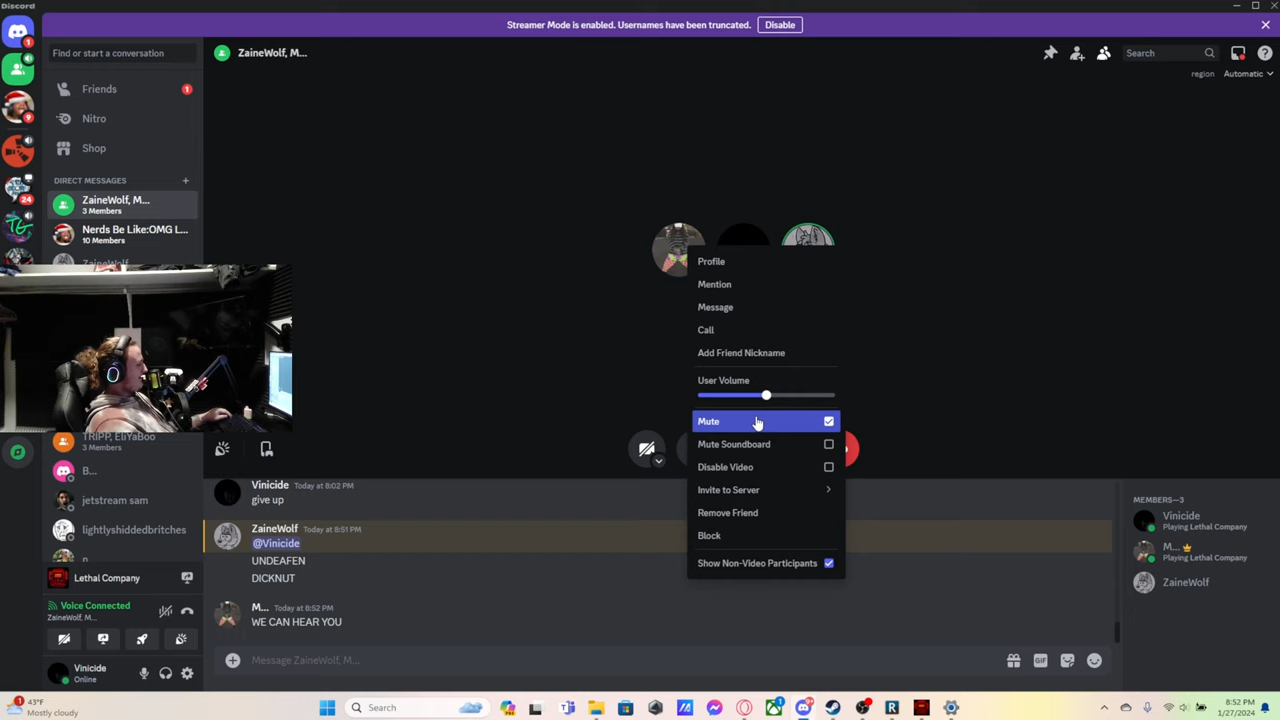 Discord
Streamer Mode is enabled. Usernames have been truncated.
Disable
Find or start a conversation
ZaineWolf, M...
Search
region
Automatic
1
Friends
1
Nitro
9
Shop
DIRECT MESSAGES
ZaineWolf, M...
3 Members
24
Nerds Be Like:OMG L...
10 Members
ZaineWolf
Profile
Mention
Message
Call
Add Friend Nickname
User Volume
Mute
Mute Soundboard
Disable Video
Invite to Server
Remove Friend
Block
Show Non-Video Participants
TRIPP, EliYaBoo
B...
jetstream sam
lightlyshiddedbritches
Lethal Company
Voice Connected
ZaineWolf, M...
Vinicide
Online
Vinicide Today at 8:02 PM
give up
ZaineWolf Today at 8:51 PM
@Vinicide
UNDEAFEN
DICKNUT
M... Today at 8:52 PM
WE CAN HEAR YOU
Message ZaineWolf, M...
GIF
MEMBERS—3
Vinicide
Playing Lethal Company
M...
Playing Lethal Company
ZaineWolf
43°F
Mostly cloudy
Search
8:52 PM
1/27/2024